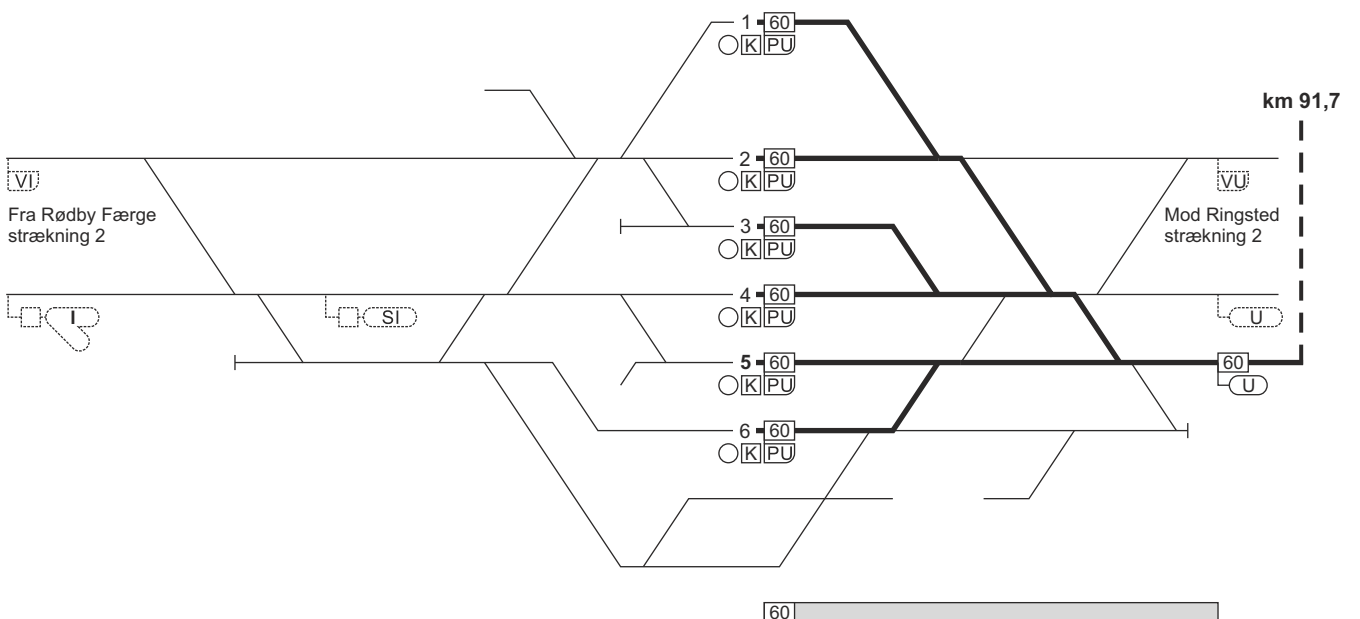 1 60
K PU
km 91,7
2 60
VI
K PU
VU
Fra Rødby Færge
strækning 2
Mod Ringsted
strækning 2
3 60
K PU
4 60
I
SI
K PU
U
5 60
60
K PU
U
6 60
K PU
60